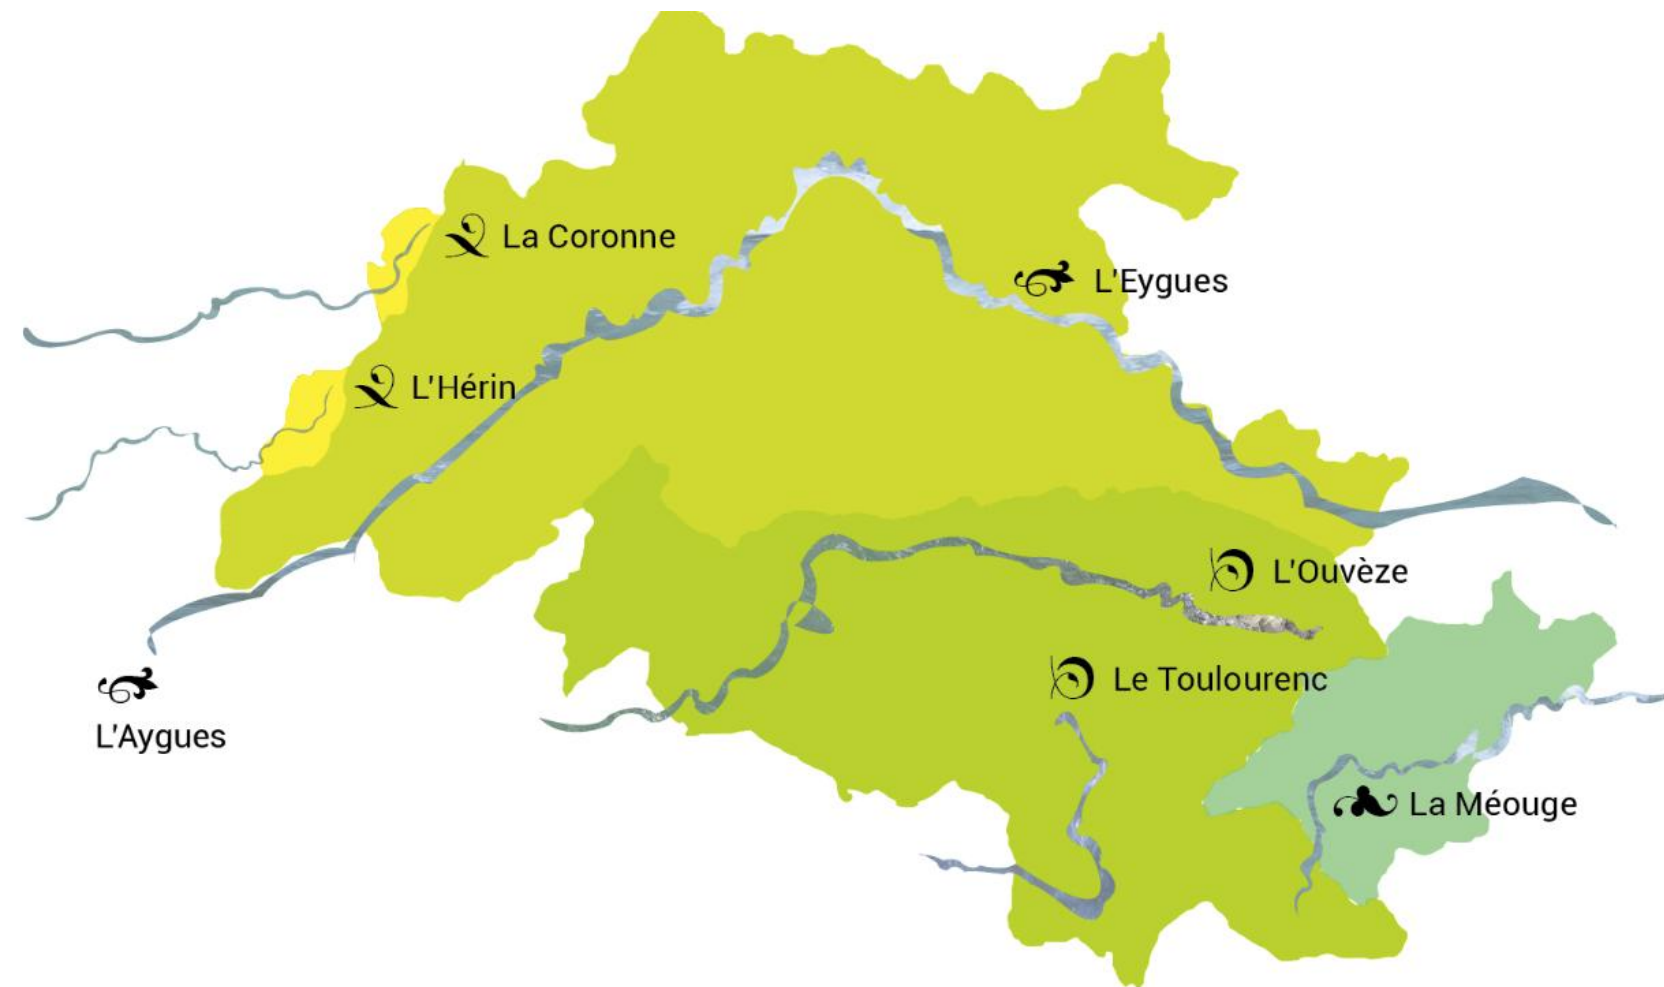 La Coronne
L'Eygues
L'Hérin
L'Ouvèze
Le Toulourenc
L'Aygues
La Méouge